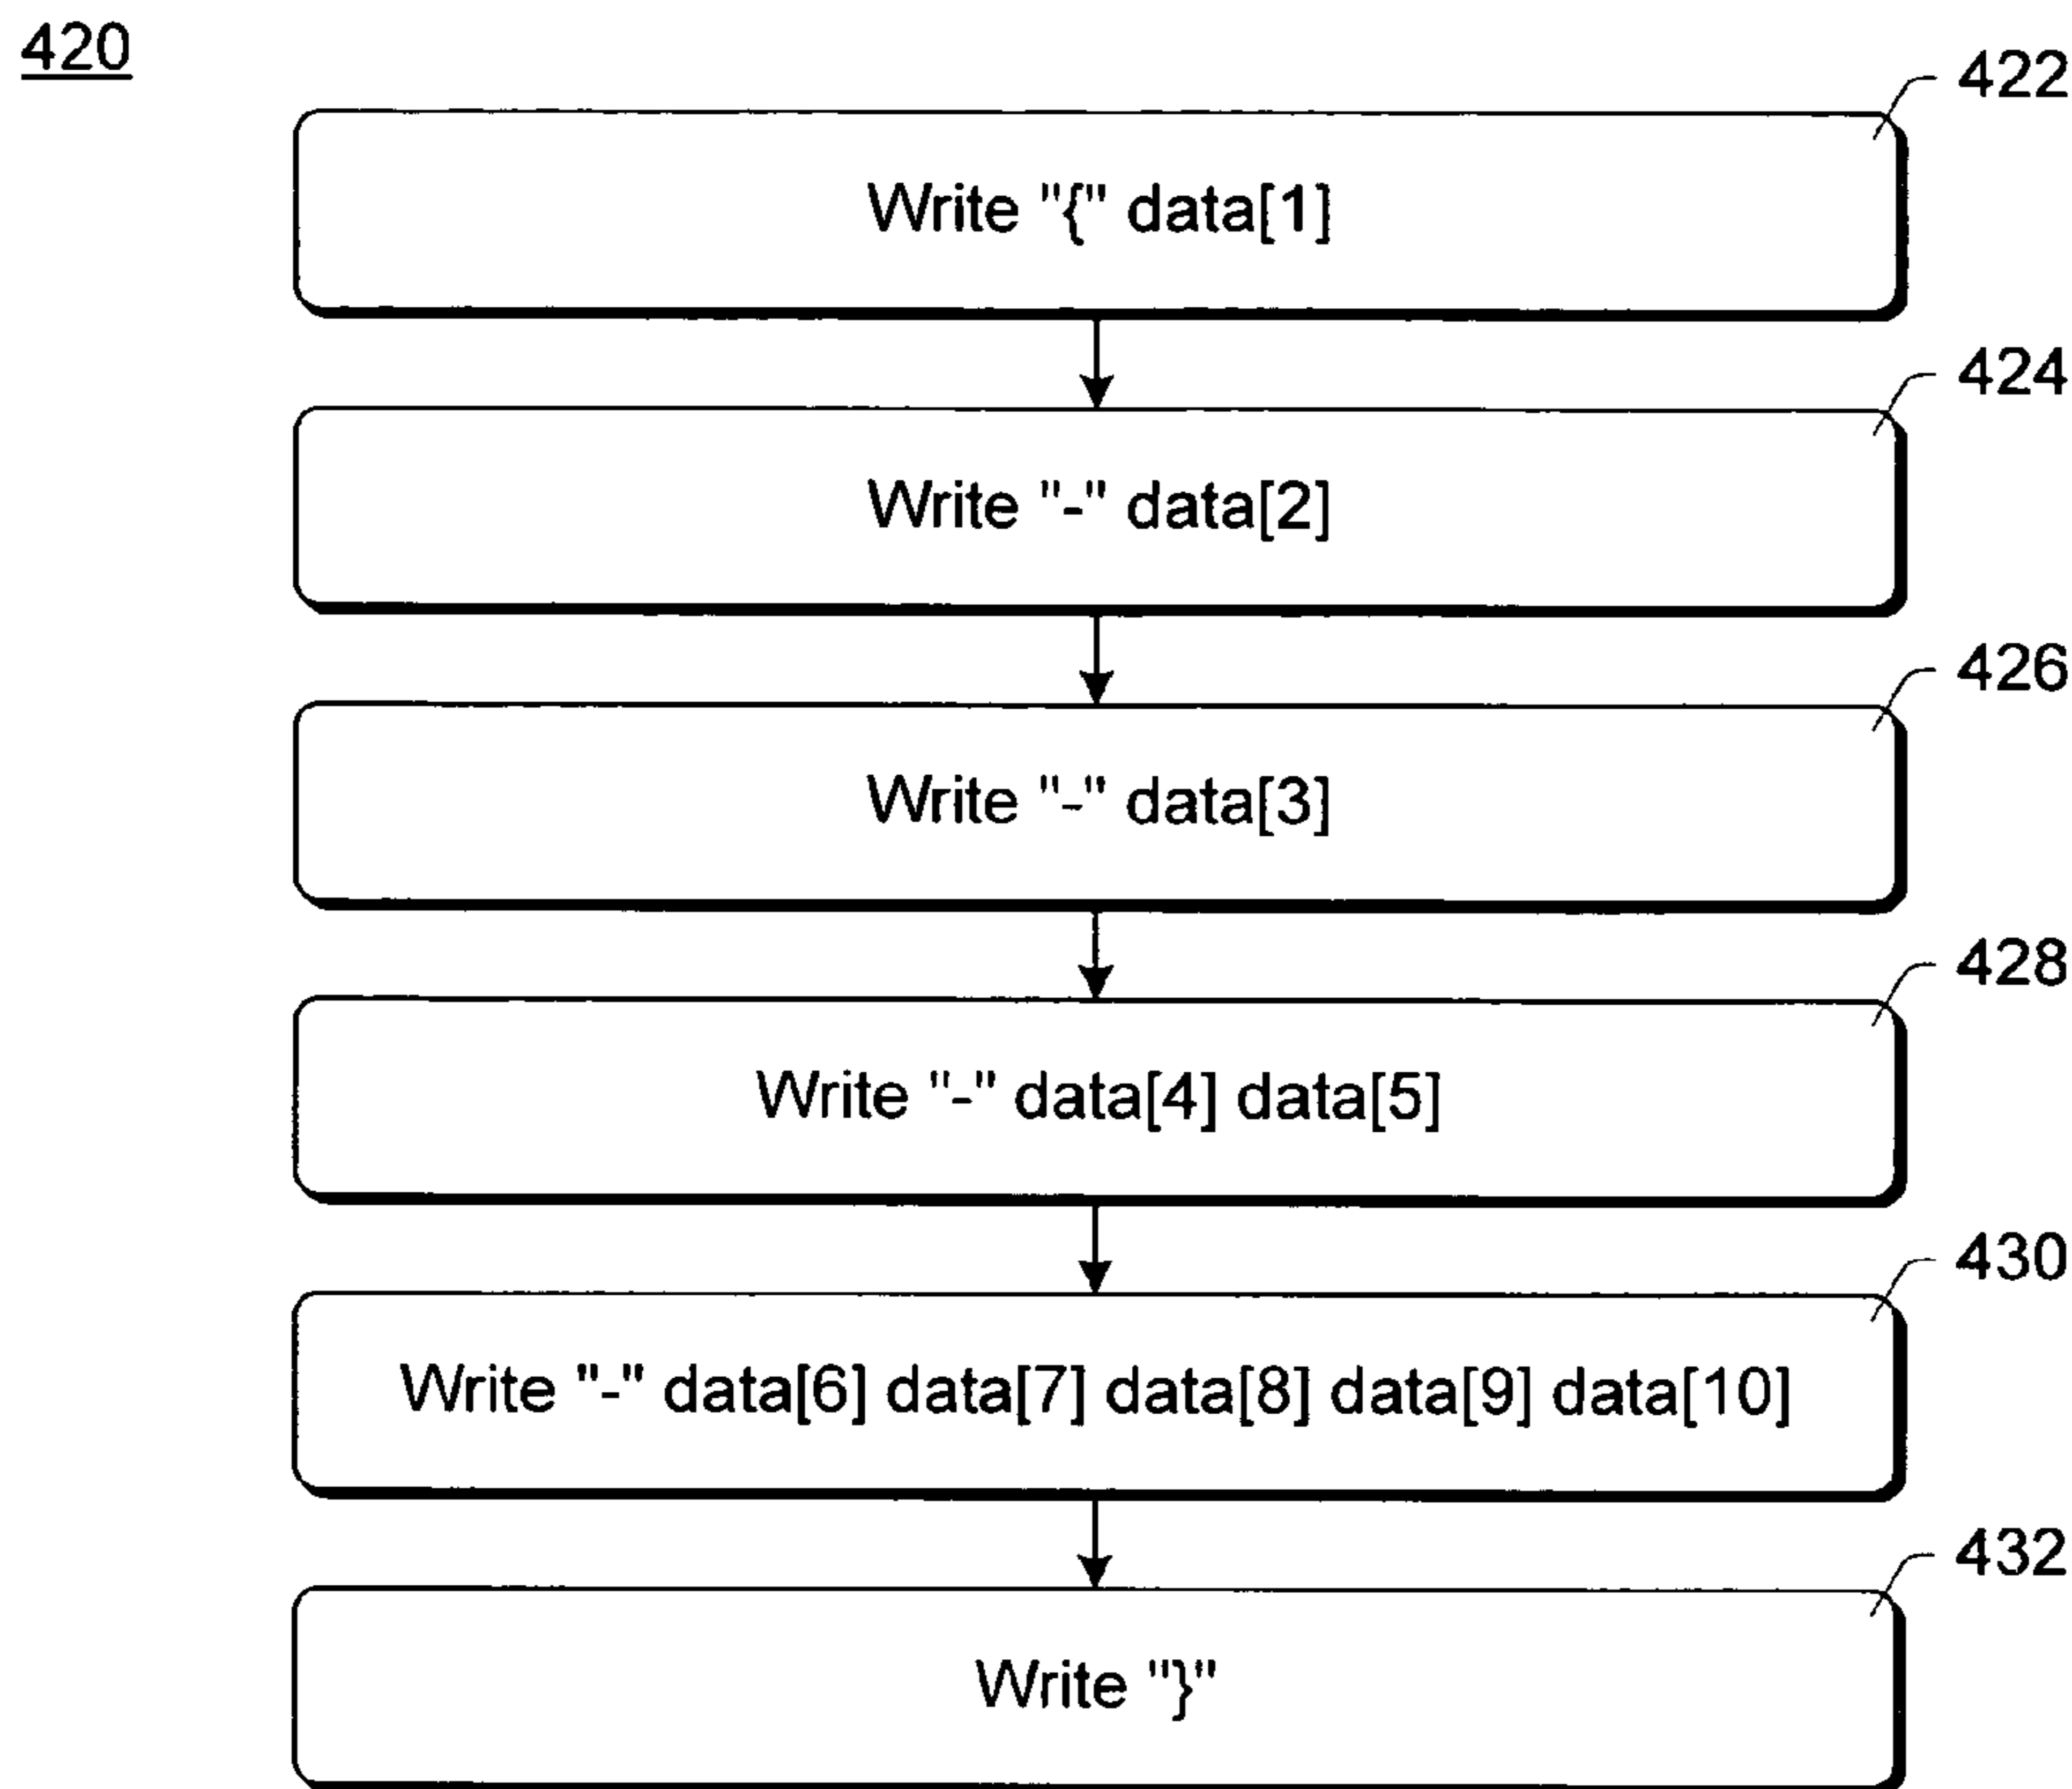 420
422
Write "{" data[1]
424
Write "-" data[2]
426
Write "-" data[3]
428
Write "-" data[4] data[5]
430
Write "-" data[6] data[7] data[8] data[9] data[10]
432
Write "}"